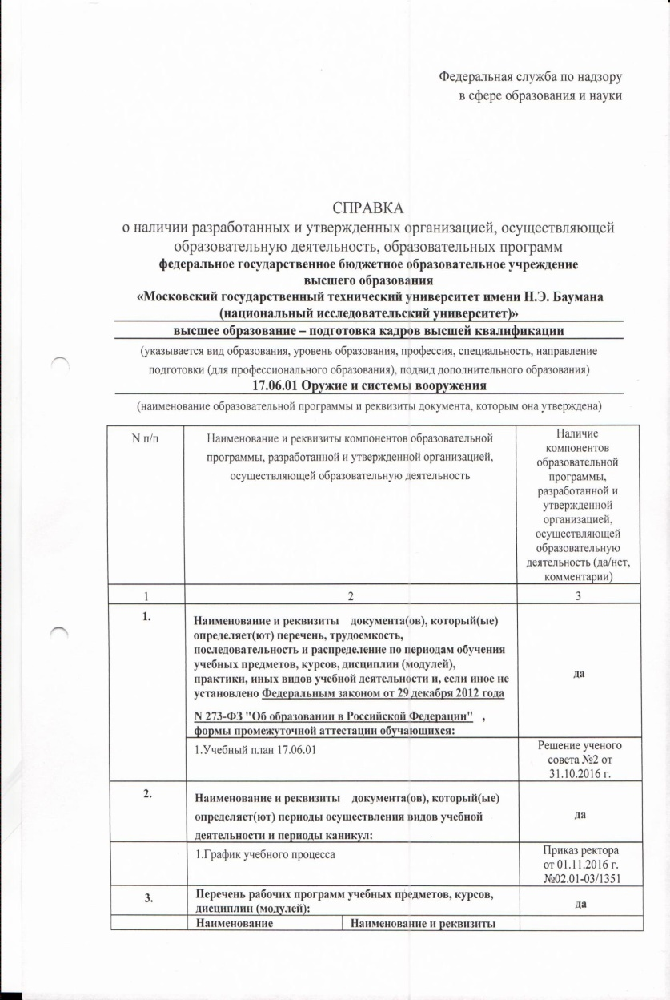 Федеральная служба по надзору
в сфере образования и науки
СПРАВКА
о наличии разработанных и утвержденных организацией, осуществляющей
образовательную деятельность, образовательных программ
федеральное государственное бюджетное образовательное учреждение
высшего образования
«Московский государственный технический университет имени Н.Э. Баумана
(национальный исследовательский университет)»
высшее образование – подготовка кадров высшей квалификации
(указывается вид образования, уровень образования, профессия, специальность, направление
подготовки (для профессионального образования), подвид дополнительного образования)
17.06.01 Оружие и системы вооружения
(наименование образовательной программы и реквизиты документа, которым она утверждена)
N п/п
Наименование и реквизиты компонентов образовательной
программы, разработанной и утвержденной организацией,
осуществляющей образовательную деятельность
Наличие
компонентов
образовательной
программы,
разработанной и
утвержденной
организацией,
осуществляющей
образовательную
деятельность (да/нет,
комментарии)
1
2
3
1.
Наименование и реквизиты документа(ов), который(ые)
определяет(ют) перечень, трудоемкость,
последовательность и распределение по периодам обучения
учебных предметов, курсов, дисциплин (модулей),
практики, иных видов учебной деятельности и, если иное не
установлено Федеральным законом от 29 декабря 2012 года
N 273-ФЗ "Об образовании в Российской Федерации" ,
формы промежуточной аттестации обучающихся:
да
1.Учебный план 17.06.01
Решение ученого
совета №2 от
31.10.2016 г.
2.
Наименование и реквизиты документа(ов), который(ые)
определяет(ют) периоды осуществления видов учебной
деятельности и периоды каникул:
да
1.График учебного процесса
Приказ ректора
от 01.11.2016 г.
№02.01-03/1351
3.
Перечень рабочих программ учебных предметов, курсов,
дисциплин (модулей):
да
Наименование
Наименование и реквизиты